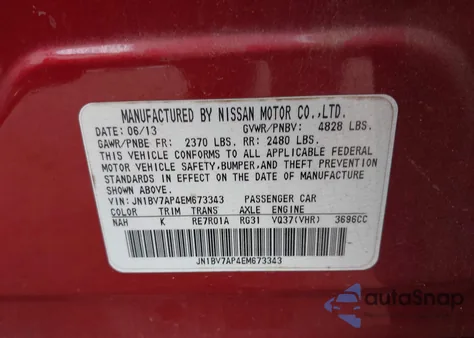 MANUFACTURED BY NISSAN MOTOR CO.,LTD.
DATE: 06/13 GVWR/PNBV: 4828 LBS.
GAWR/PNBE FR: 2370 LBS. RR: 2480 LBS.
THIS VEHICLE CONFORMS TO ALL APPLICABLE FEDERAL
MOTOR VEHICLE SAFETY, BUMPER, AND THEFT PREVENTION
STANDARDS IN EFFECT ON THE DATE OF MANUFACTURE
SHOWN ABOVE.
VIN: JN1BV7AP4EM673343 PASSENGER CAR
COLOR TRIM TRANS AXLE ENGINE
NAH K RE7R01A RG31 VQ37(VHR) 3696CC
JN1BV7AP4EM673343
autoSnap